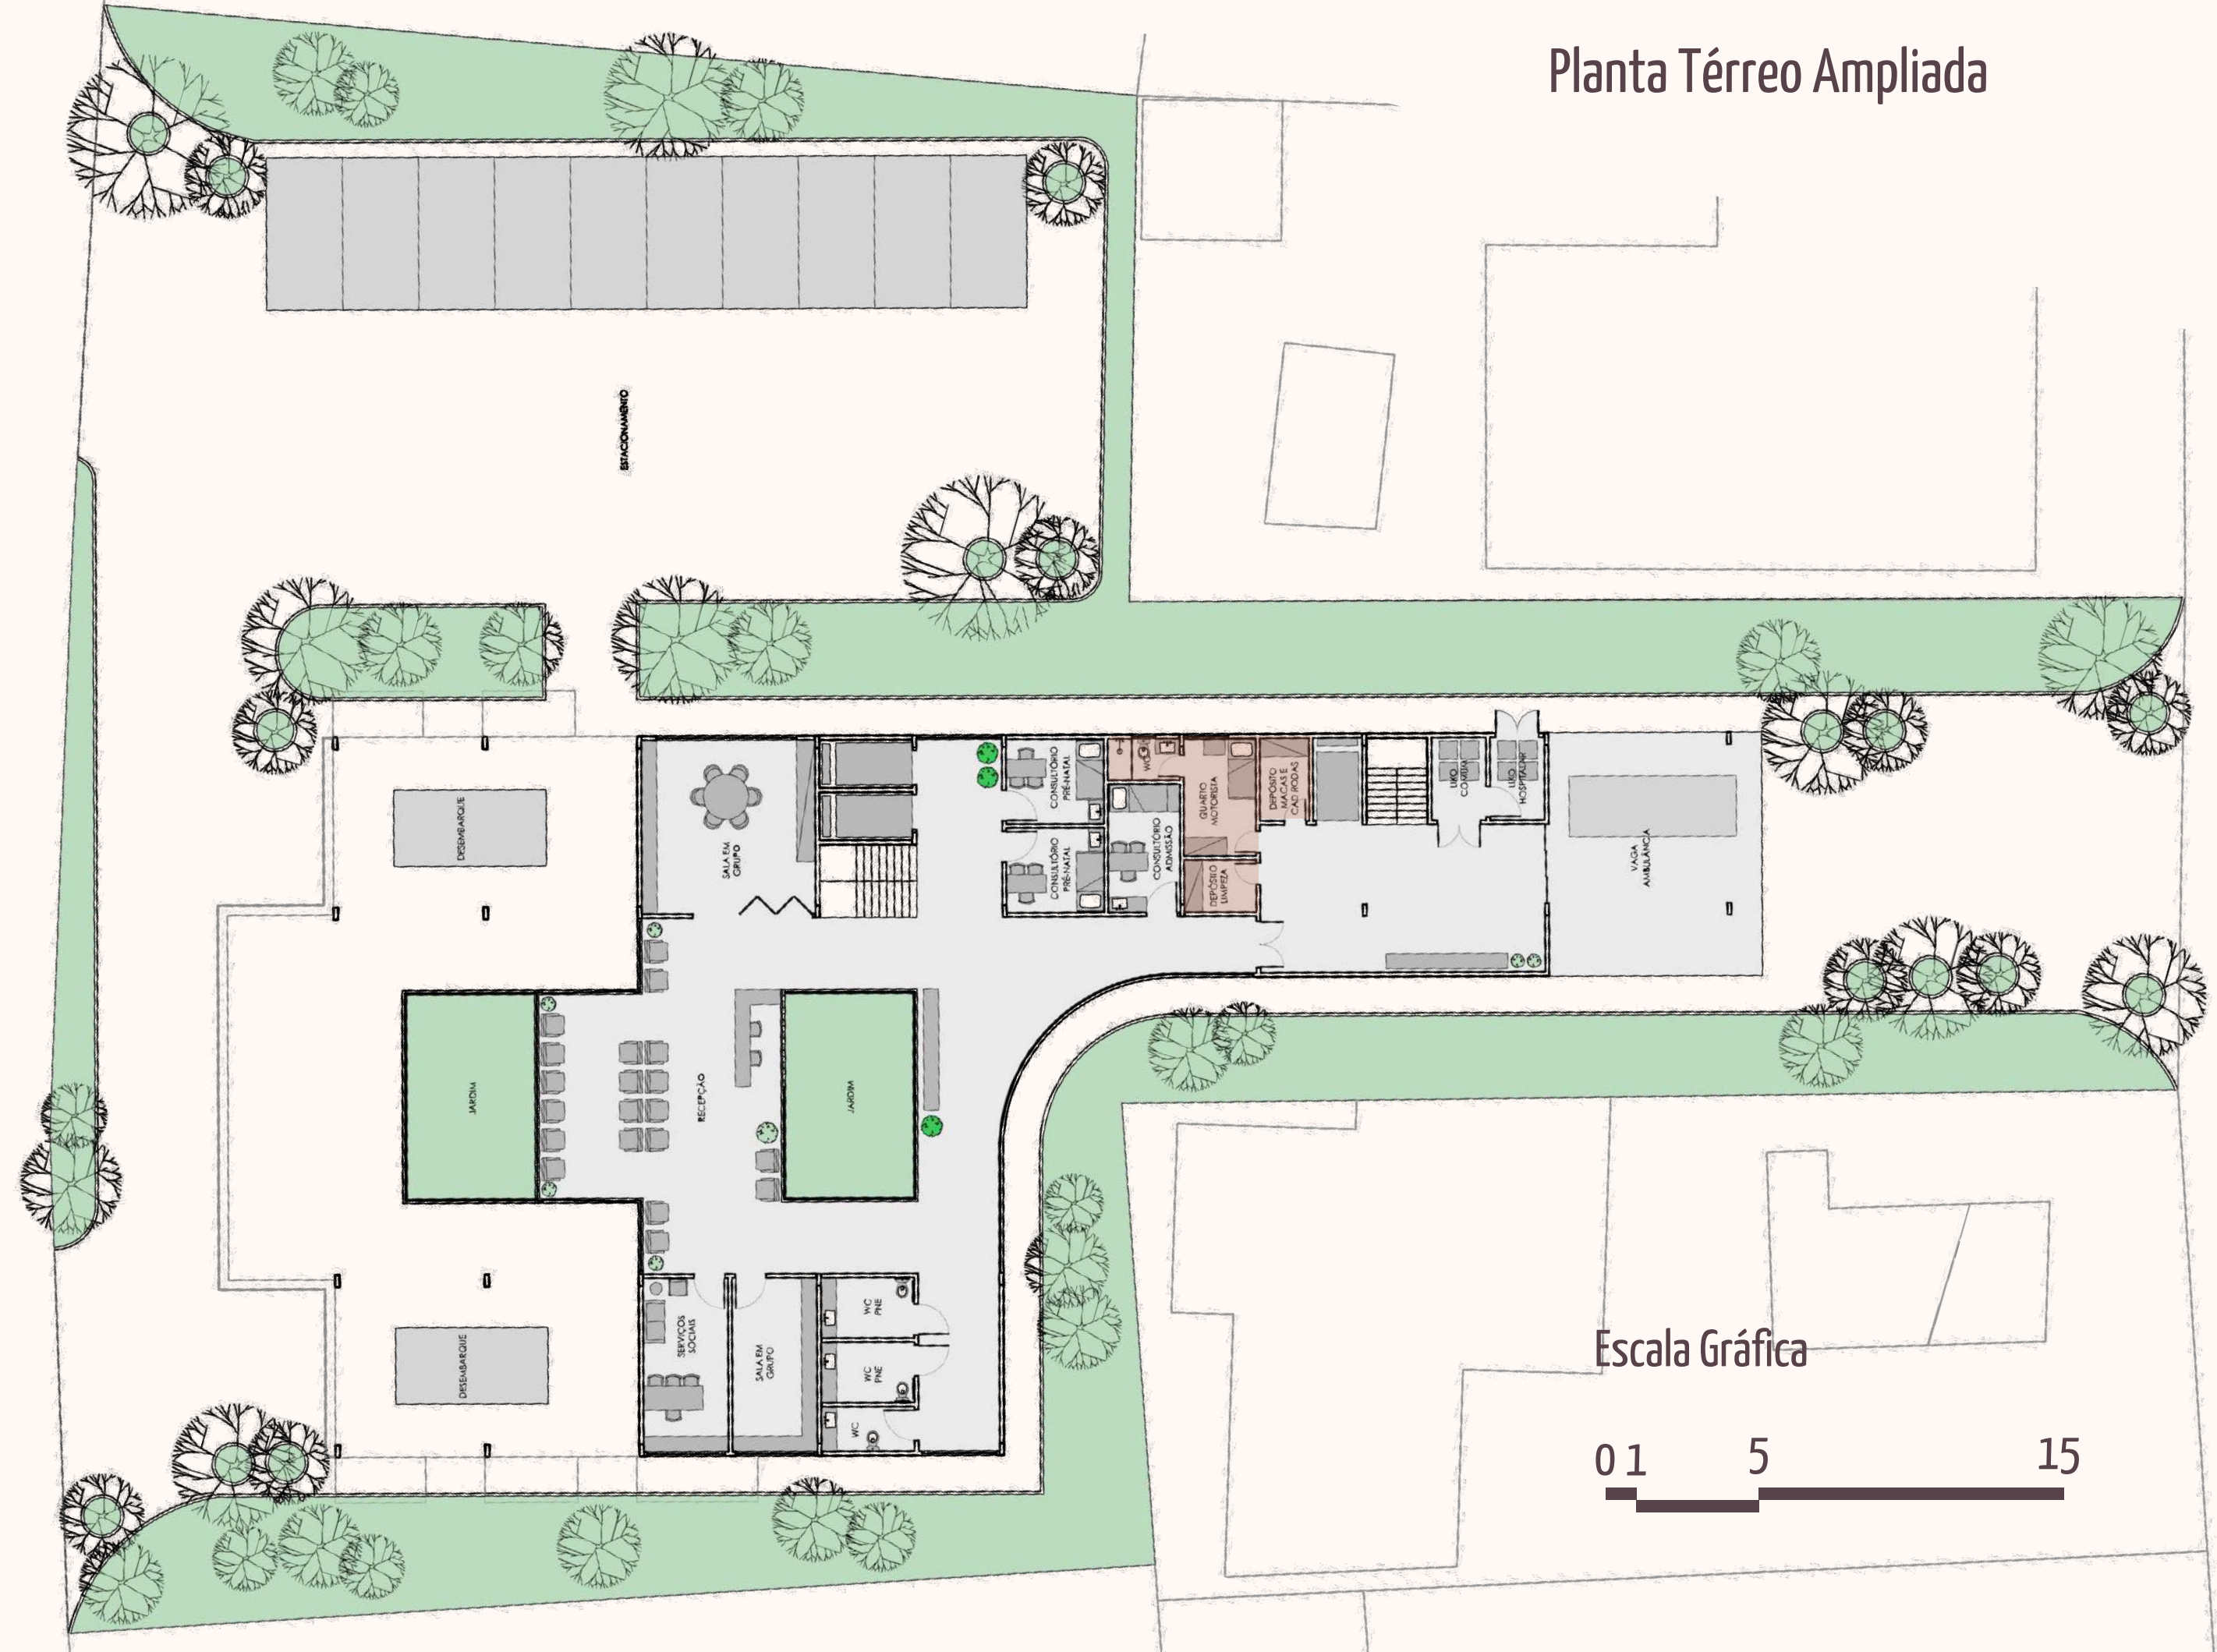 Planta Térreo Ampliada
ESTACIONAMENTO
DESEMBARQUE
SALA EM
GRUPO
CONSULTÓRIO
PRÉ-NATAL
CONSULTÓRIO
PRÉ-NATAL
WC
CONSULTÓRIO
ADMISSÃO
QUARTO
MOTORISTA
DEPÓSITO
LIMPEZA
DEPÓSITO
MACAS E
CAD RODAS
LIXO
COMUM
LIXO
HOSPITALAR
VAGA
AMBULÂNCIA
JARDIM
RECEPÇÃO
JARDIM
DESEMBARQUE
SERVIÇOS
SOCIAIS
SALA EM
GRUPO
WC
PNE
WC
PNE
WC
Escala Gráfica
0 1 5 15